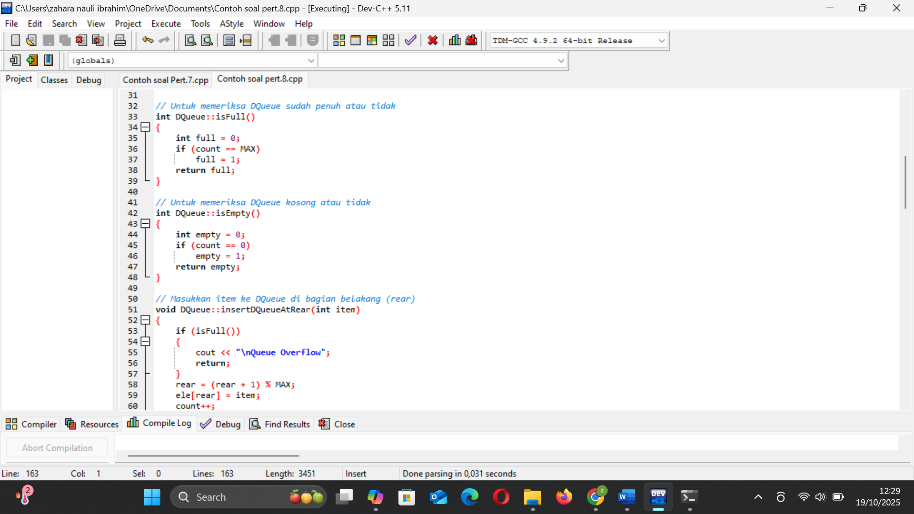 C:\Users\zahara nauli ibrahim\OneDrive\Documents\Contoh soal pert.8.cpp - [Executing] - Dev-C++ 5.11
File Edit Search View Project Execute Tools AStyle Window Help
TDM-GCC 4.9.2 64-bit Release
(globals)
Project Classes Debug Contoh soal Pert.7.cpp Contoh soal pert.8.cpp
31
32 // Untuk memeriksa DQueue sudah penuh atau tidak
33 int DQueue::isFull()
34 {
35 int full = 0;
36 if (count == MAX)
37 full = 1;
38 return full;
39 }
40
41 // Untuk memeriksa DQueue kosong atau tidak
42 int DQueue::isEmpty()
43 {
44 int empty = 0;
45 if (count == 0)
46 empty = 1;
47 return empty;
48 }
49
50 // Masukkan item ke DQueue di bagian belakang (rear)
51 void DQueue::insertDQueueAtRear(int item)
52 {
53 if (isFull())
54 {
55 cout << "\nQueue Overflow";
56 return;
57 }
58 rear = (rear + 1) % MAX;
59 ele[rear] = item;
60 count++;
Compiler Resources Compile Log Debug Find Results Close
Abort Compilation
Line: 163 Col: 1 Sel: 0 Lines: 163 Length: 3451 Insert Done parsing in 0,031 seconds
2 Search DEV 12:29
19/10/2025